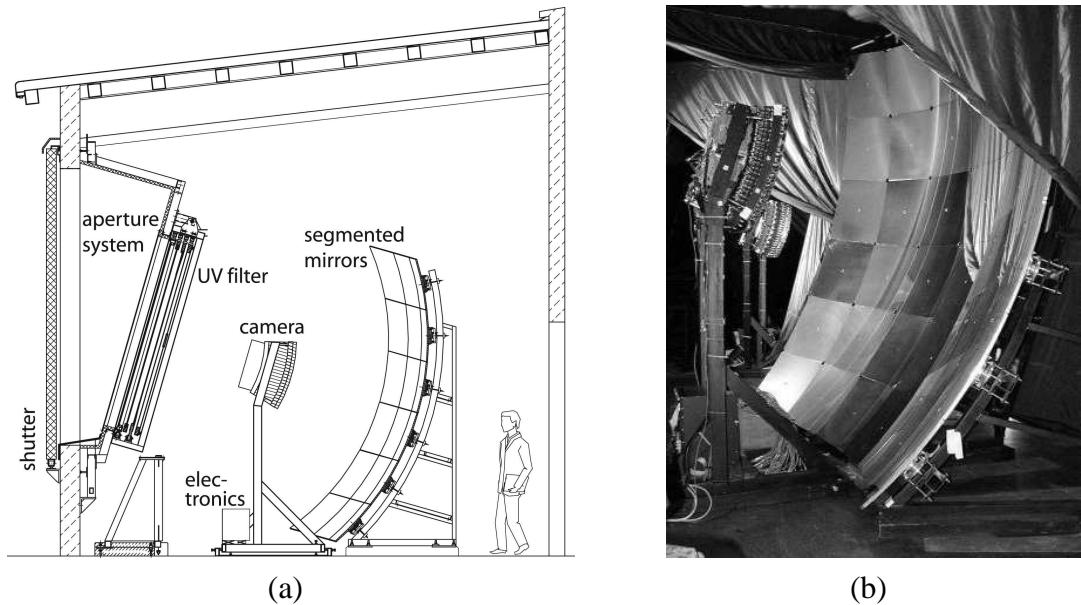 aperture
system
UV filter
segmented
mirrors
camera
shutter
elec-
tronics
(a)
(b)